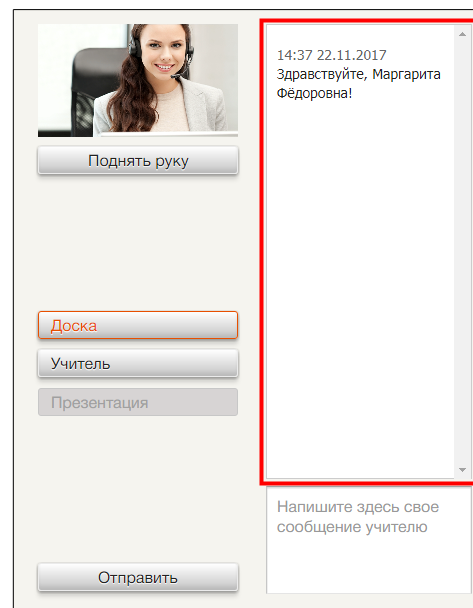 Поднять руку
Доска
Учитель
Презентация
Отправить
14:37 22.11.2017
Здравствуйте, Маргарита
Фёдоровна!
Напишите здесь свое
сообщение учителю